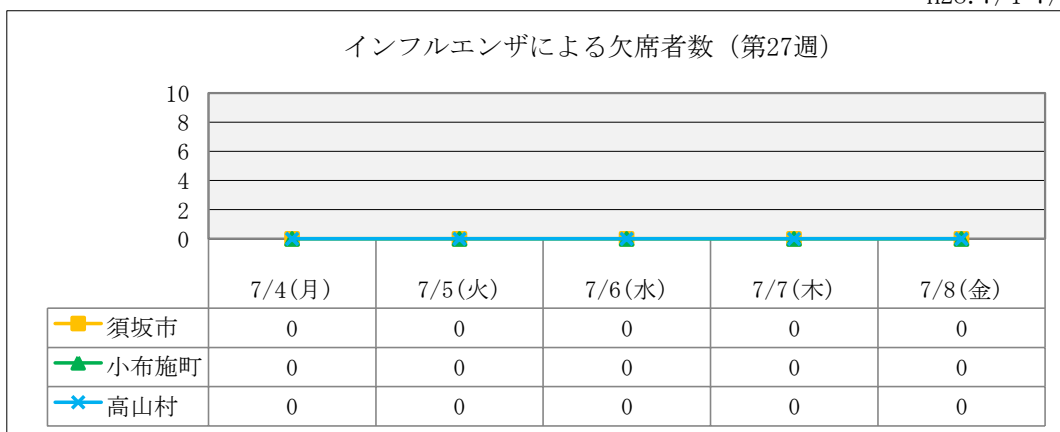 インフルエンザによる欠席者数（第27週）
10
8
6
4
2
0
7/4(月) 7/5(火) 7/6(水) 7/7(木) 7/8(金)
須坂市 0 0 0 0 0
小布施町 0 0 0 0 0
高山村 0 0 0 0 0